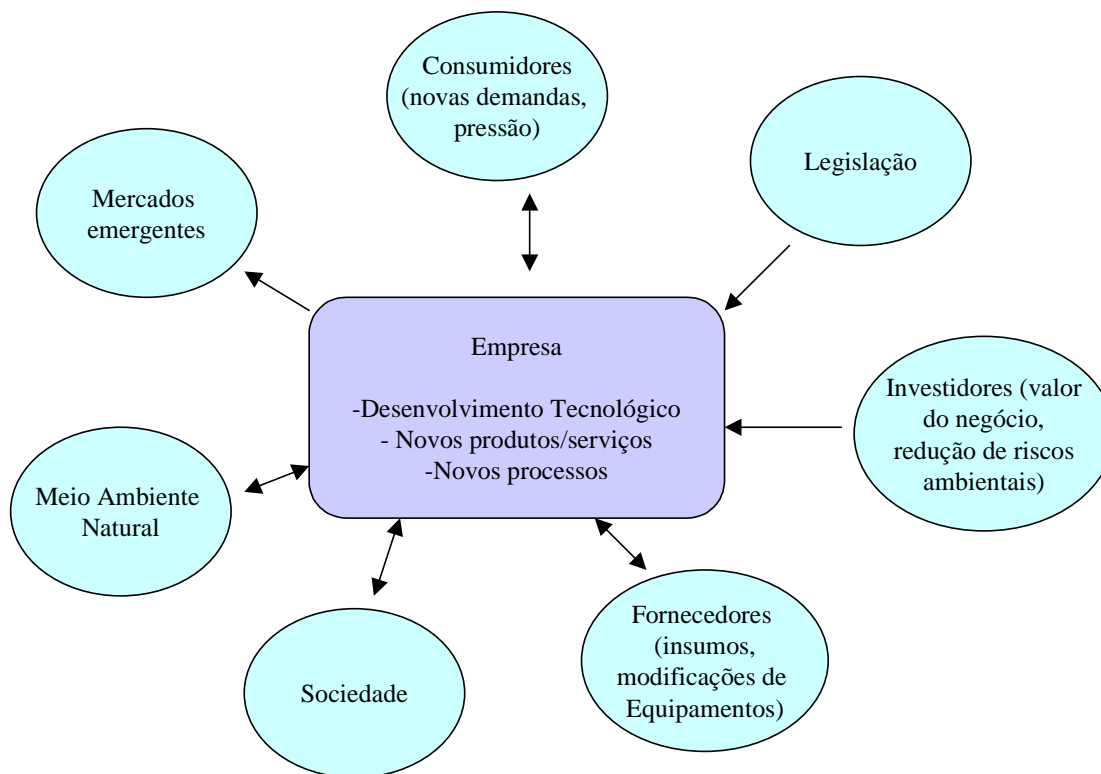 Consumidores
(novas demandas,
pressão)
Legislação
Mercados
emergentes
Empresa
-Desenvolvimento Tecnológico
- Novos produtos/serviços
-Novos processos
Investidores (valor
do negócio,
redução de riscos
ambientais)
Meio Ambiente
Natural
Fornecedores
(insumos,
modificações de
Equipamentos)
Sociedade